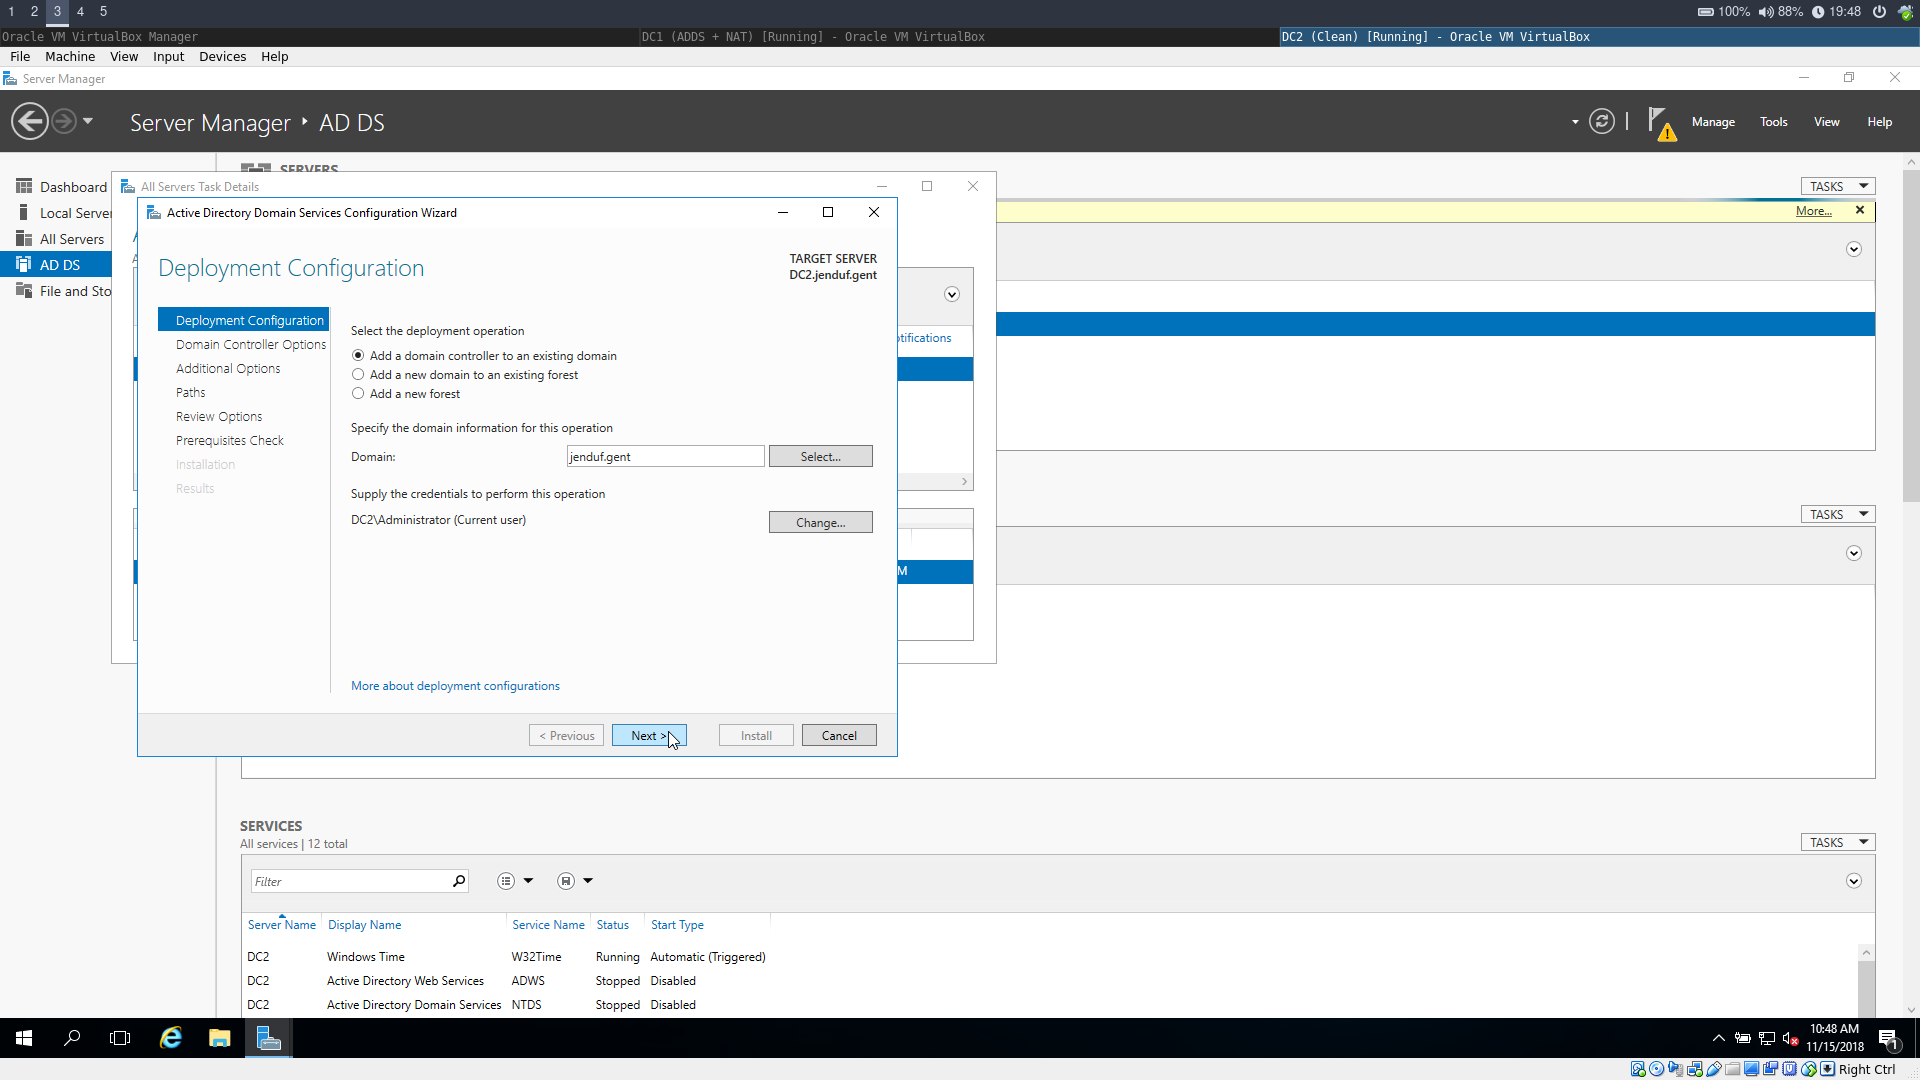 1 2 3 4 5
100% 88% 19:48
Oracle VM VirtualBox Manager
DC1 (ADDS + NAT) [Running] - Oracle VM VirtualBox
DC2 (Clean) [Running] - Oracle VM VirtualBox
File Machine View Input Devices Help
Server Manager
Server Manager AD DS
Manage Tools View Help
Dashboard
Local Server
All Servers
AD DS
File and Sto
SERVERS
TASKS
More...
All Servers Task Details
Active Directory Domain Services Configuration Wizard
Deployment Configuration
TARGET SERVER
DC2.jenduf.gent
Deployment Configuration
Domain Controller Options
Additional Options
Paths
Review Options
Prerequisites Check
Installation
Results
Select the deployment operation
Add a domain controller to an existing domain
Add a new domain to an existing forest
Add a new forest
Specify the domain information for this operation
Domain: jenduf.gent Select...
Supply the credentials to perform this operation
DC2\Administrator (Current user) Change...
More about deployment configurations
< Previous Next > Install Cancel
otifications
M
TASKS
SERVICES
All services | 12 total
TASKS
Filter
Server Name Display Name Service Name Status Start Type
DC2 Windows Time W32Time Running Automatic (Triggered)
DC2 Active Directory Web Services ADWS Stopped Disabled
DC2 Active Directory Domain Services NTDS Stopped Disabled
10:48 AM
11/15/2018
1
Right Ctrl